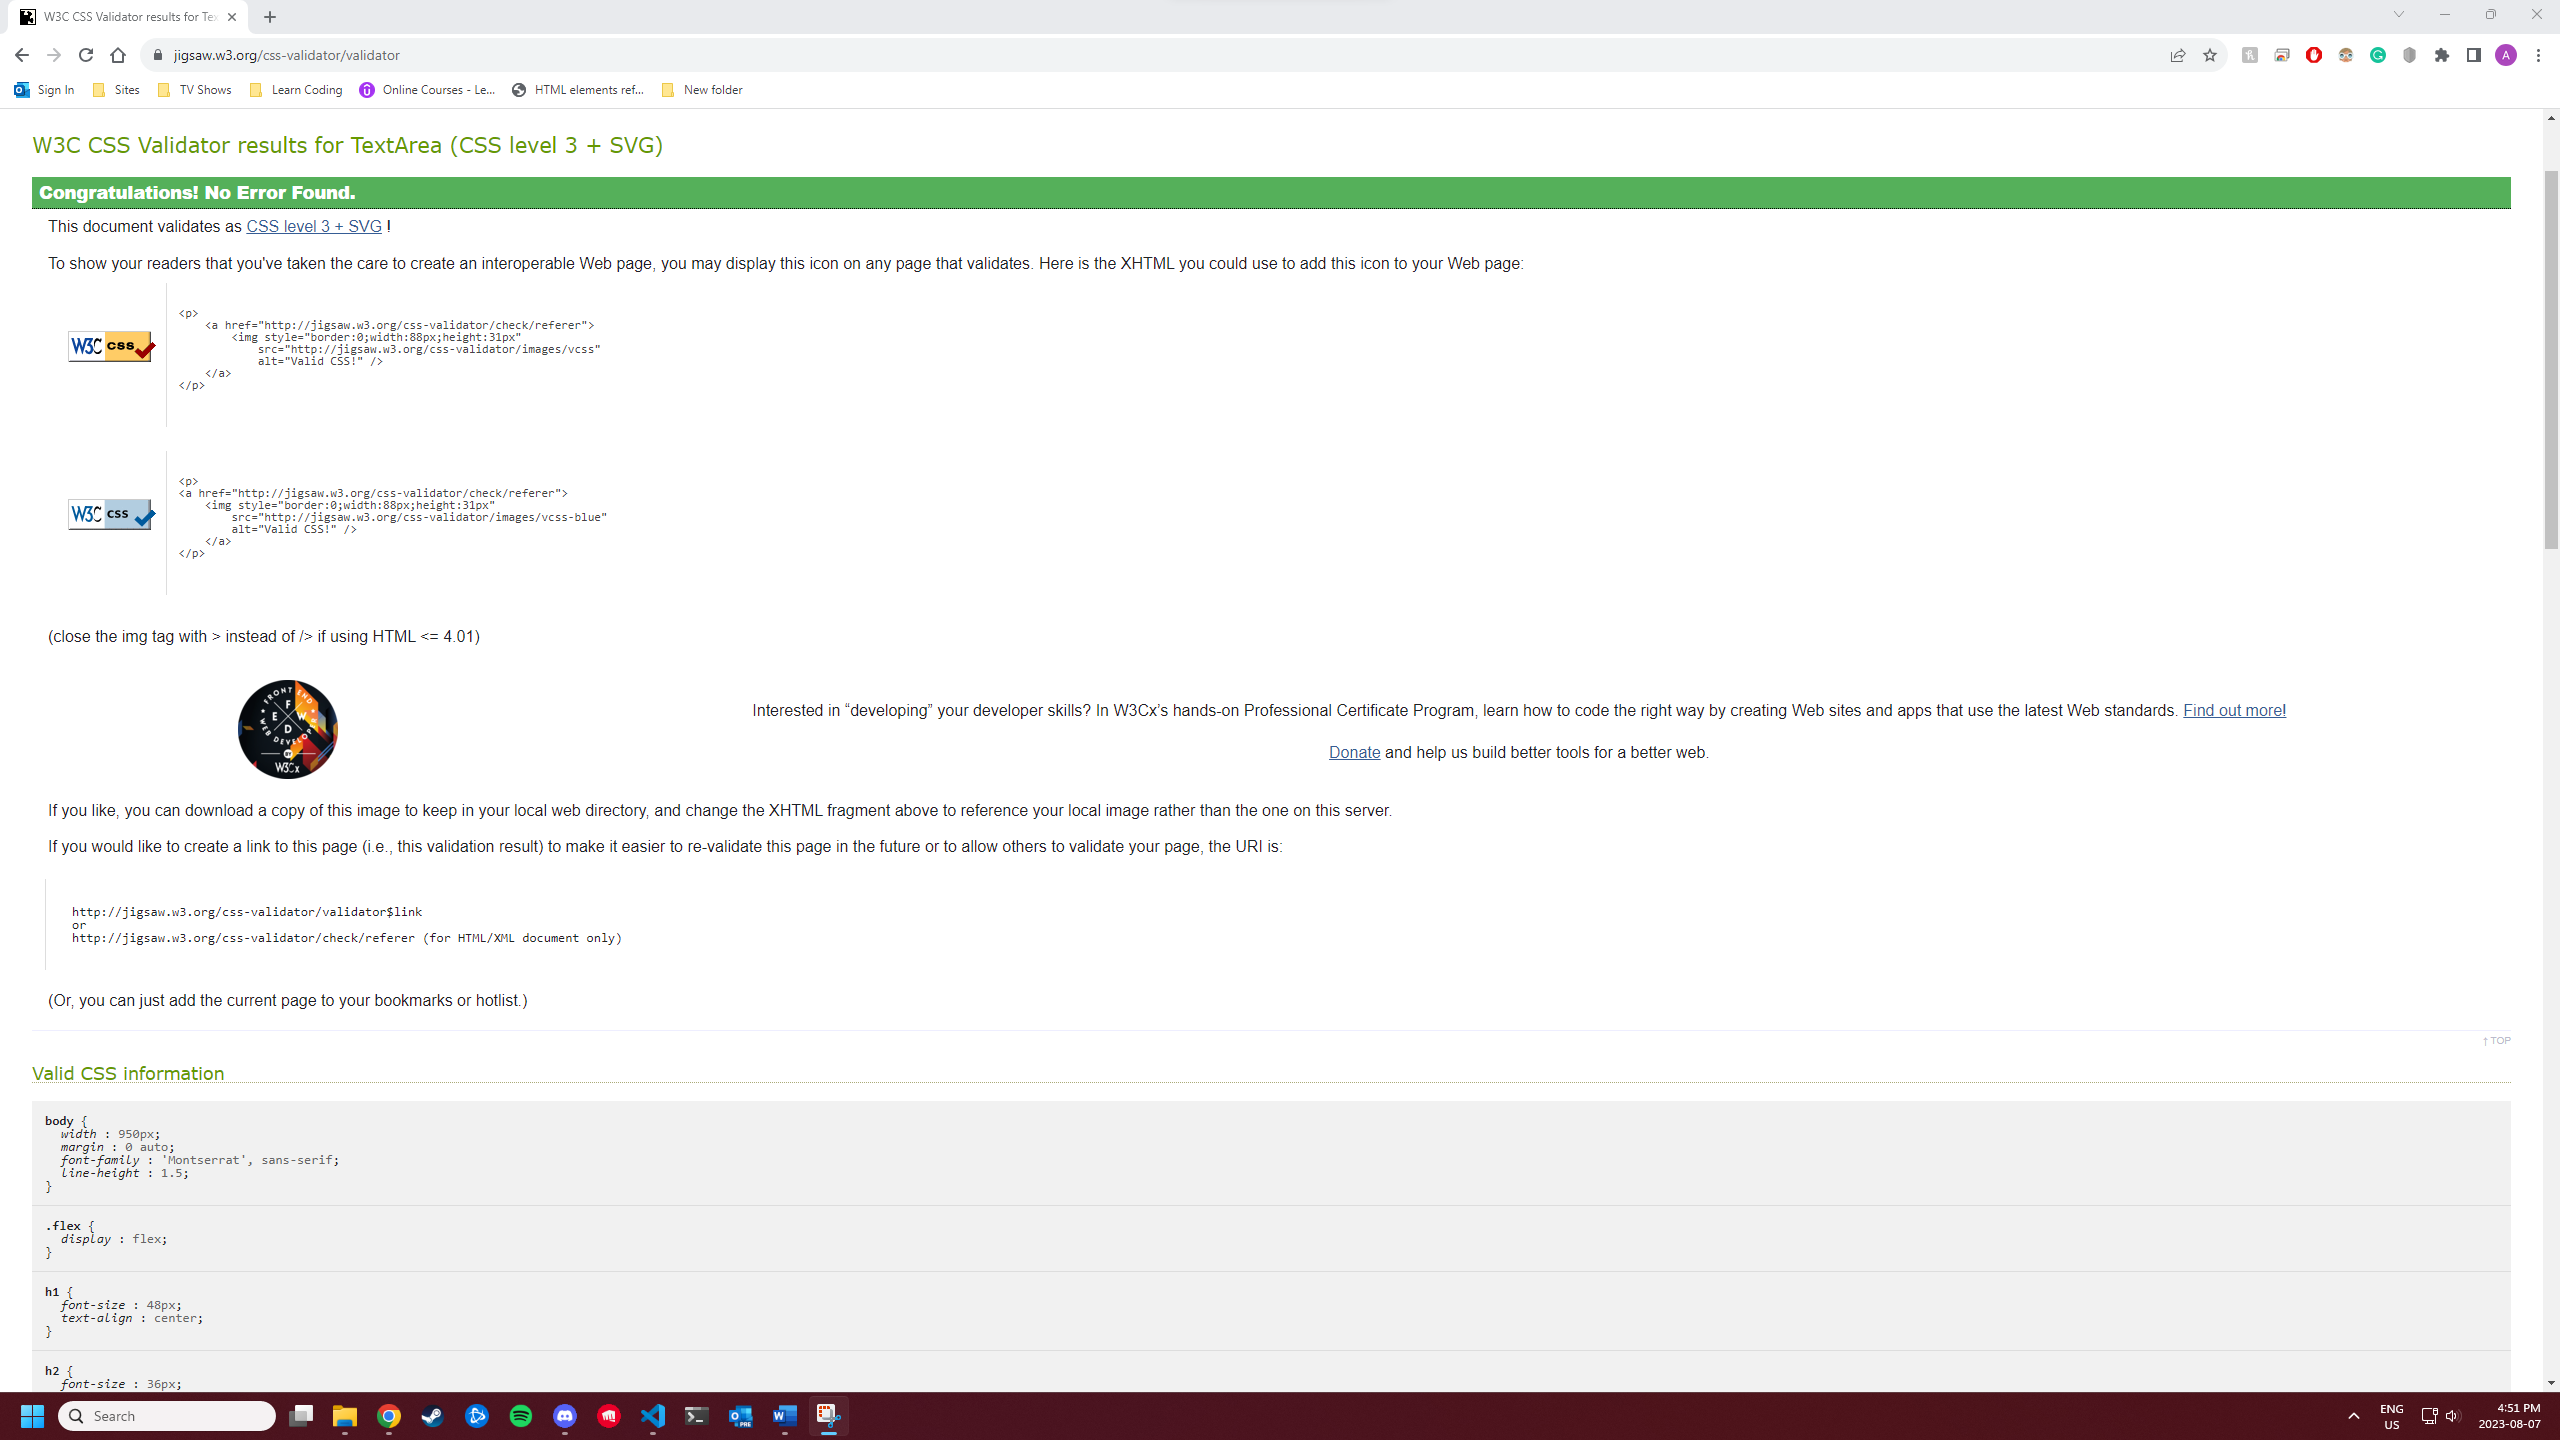 W3C CSS Validator results for Tex
jigsaw.w3.org/css-validator/validator
Sign In Sites TV Shows Learn Coding Online Courses - Le... HTML elements ref... New folder
W3C CSS Validator results for TextArea (CSS level 3 + SVG)
Congratulations! No Error Found.
This document validates as CSS level 3 + SVG !
To show your readers that you've taken the care to create an interoperable Web page, you may display this icon on any page that validates. Here is the XHTML you could use to add this icon to your Web page:
W3C css
<p>
<a href="http://jigsaw.w3.org/css-validator/check/referer">
<img style="border:0;width:88px;height:31px"
src="http://jigsaw.w3.org/css-validator/images/vcss"
alt="Valid CSS!" />
</a>
</p>
W3C css
<p>
<a href="http://jigsaw.w3.org/css-validator/check/referer">
<img style="border:0;width:88px;height:31px"
src="http://jigsaw.w3.org/css-validator/images/vcss-blue"
alt="Valid CSS!" />
</a>
</p>
(close the img tag with > instead of /> if using HTML <= 4.01)
FRONT END
F E W D
WEB DEVELOPER
BY
W3Cx
Interested in “developing” your developer skills? In W3Cx’s hands-on Professional Certificate Program, learn how to code the right way by creating Web sites and apps that use the latest Web standards. Find out more!
Donate and help us build better tools for a better web.
If you like, you can download a copy of this image to keep in your local web directory, and change the XHTML fragment above to reference your local image rather than the one on this server.
If you would like to create a link to this page (i.e., this validation result) to make it easier to re-validate this page in the future or to allow others to validate your page, the URI is:
http://jigsaw.w3.org/css-validator/validator$link
or
http://jigsaw.w3.org/css-validator/check/referer (for HTML/XML document only)
(Or, you can just add the current page to your bookmarks or hotlist.)
↑ TOP
Valid CSS information
body {
width : 950px;
margin : 0 auto;
font-family : 'Montserrat', sans-serif;
line-height : 1.5;
}
.flex {
display : flex;
}
h1 {
font-size : 48px;
text-align : center;
}
h2 {
font-size : 36px;
Search
ENG
US
4:51 PM
2023-08-07